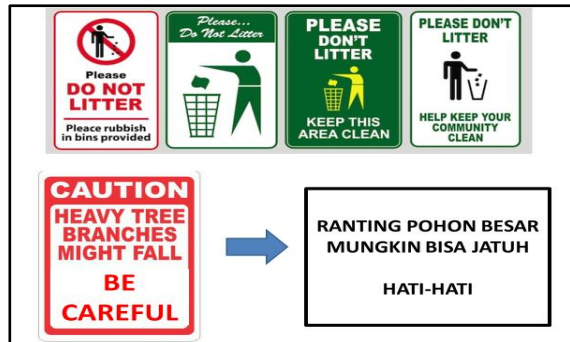 Please
DO NOT
LITTER
Pleace rubbish
in bins provided
Please...
Do Not Litter
PLEASE
DON'T
LITTER
KEEP THIS
AREA CLEAN
PLEASE DON'T
LITTER
HELP KEEP YOUR
COMMUNITY
CLEAN
CAUTION
HEAVY TREE
BRANCHES
MIGHT FALL
BE
CAREFUL
RANTING POHON BESAR
MUNGKIN BISA JATUH
HATI-HATI